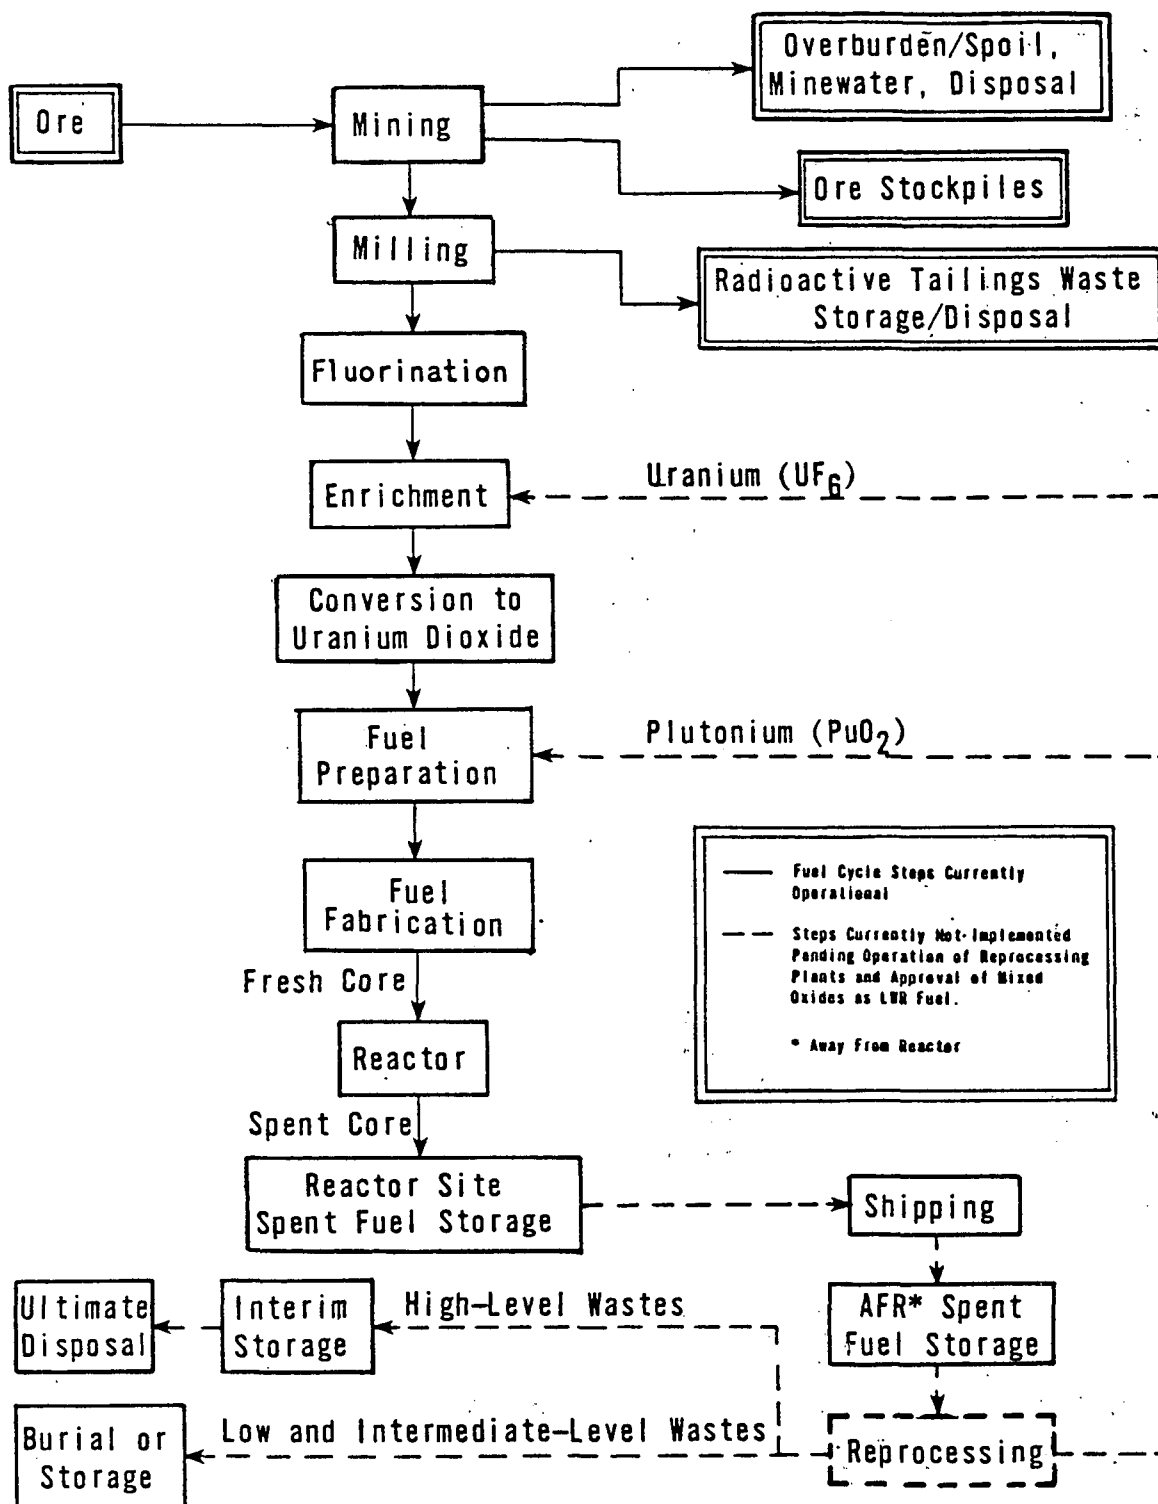 Overburden/Spoil,
Minewater, Disposal
Ore
Mining
Ore Stockpiles
Milling
Radioactive Tailings Waste
Storage/Disposal
Fluorination
Uranium (UF6)
Enrichment
Conversion to
Uranium Dioxide
Plutonium (PuO2)
Fuel
Preparation
Fuel Cycle Steps Currently
Operational
Steps Currently Not-Implemented
Pending Operation of Reprocessing
Plants and Approval of Mixed
Oxides as LWR Fuel.
* Away From Reactor
Fuel
Fabrication
Fresh Core
Reactor
Spent Core
Reactor Site
Spent Fuel Storage
Shipping
Ultimate
Disposal
Interim
Storage
High-Level Wastes
AFR* Spent
Fuel Storage
Burial or
Storage
Low and Intermediate-Level Wastes
Reprocessing